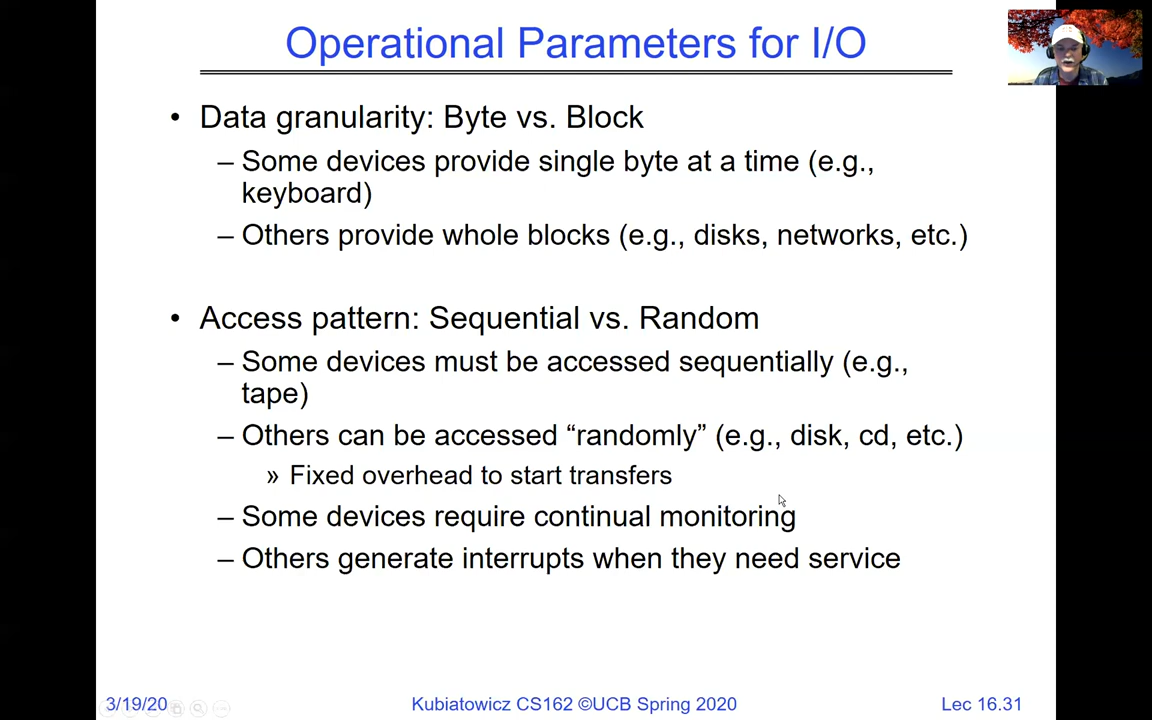 Operational Parameters for I/O
• Data granularity: Byte vs. Block
– Some devices provide single byte at a time (e.g.,
keyboard)
– Others provide whole blocks (e.g., disks, networks, etc.)
• Access pattern: Sequential vs. Random
– Some devices must be accessed sequentially (e.g.,
tape)
– Others can be accessed “randomly” (e.g., disk, cd, etc.)
» Fixed overhead to start transfers
– Some devices require continual monitoring
– Others generate interrupts when they need service
3/19/20
Kubiatowicz CS162 ©UCB Spring 2020
Lec 16.31